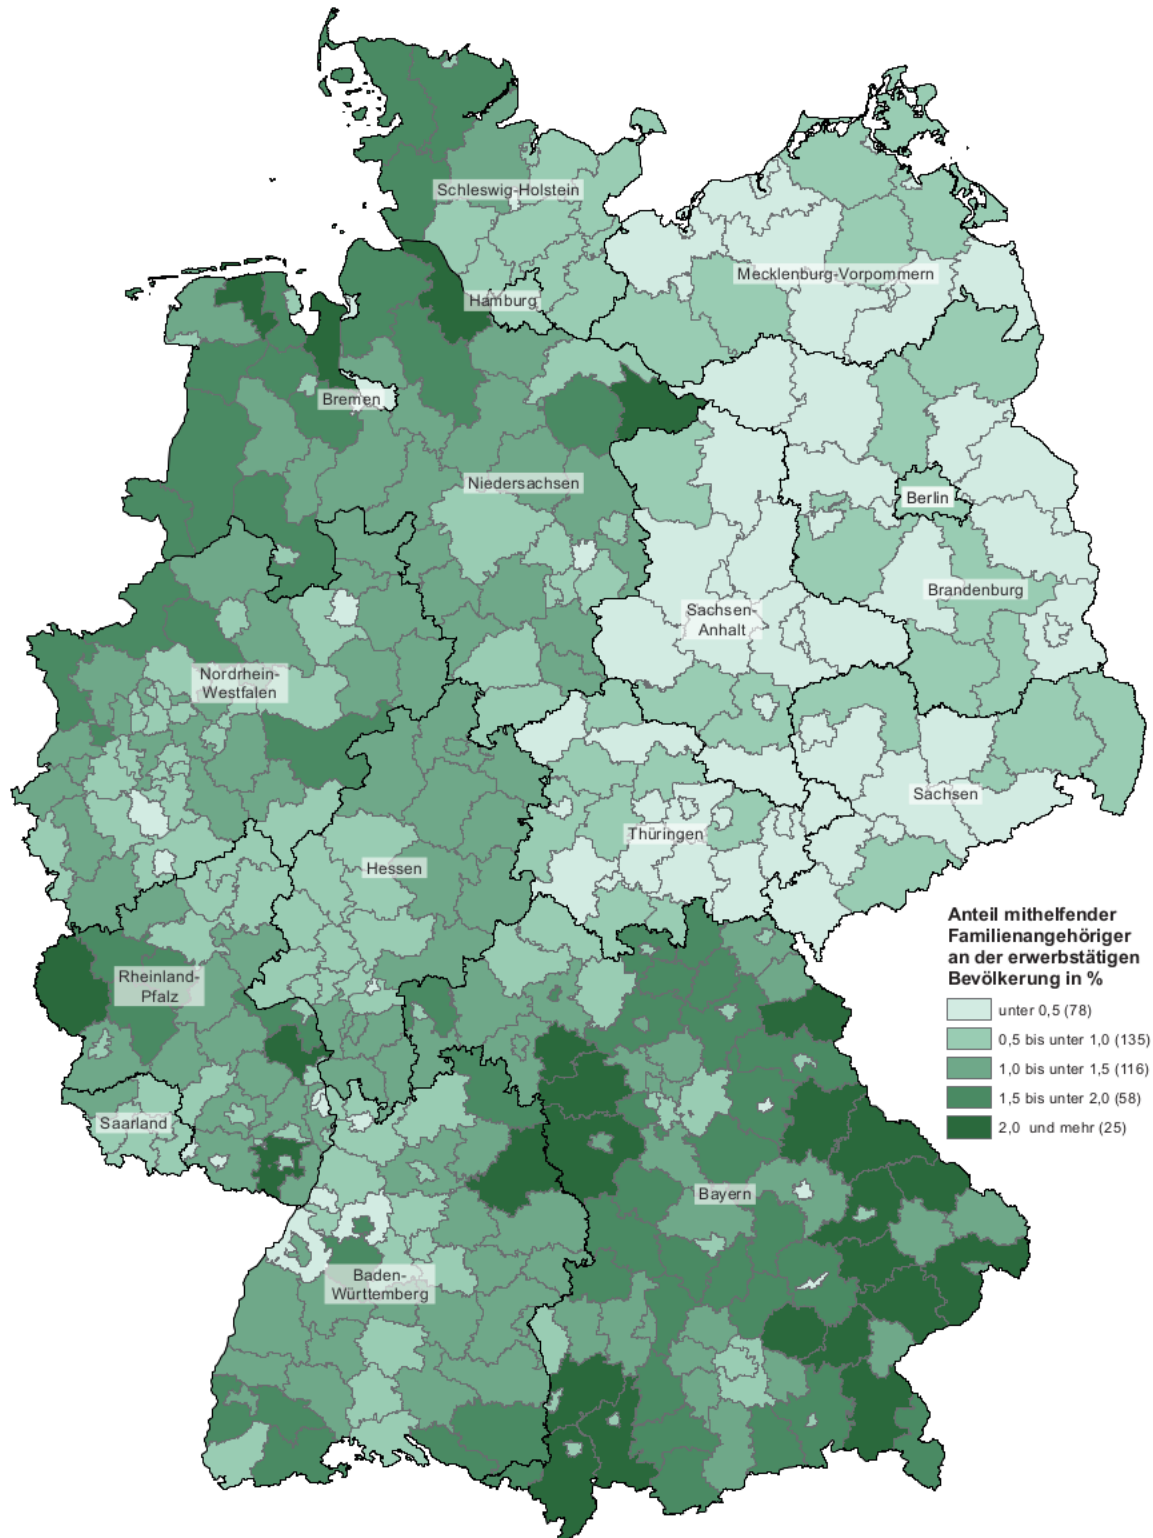 Schleswig-Holstein
Mecklenburg-Vorpommern
Hamburg
Bremen
Niedersachsen
Berlin
Brandenburg
Sachsen-
Anhalt
Nordrhein-
Westfalen
Sachsen
Thüringen
Hessen
Rheinland-
Pfalz
Saarland
Bayern
Baden-
Württemberg
Anteil mithelfender
Familienangehöriger
an der erwerbstätigen
Bevölkerung in %
unter 0,5 (78)
0,5 bis unter 1,0 (135)
1,0 bis unter 1,5 (116)
1,5 bis unter 2,0 (58)
2,0 und mehr (25)